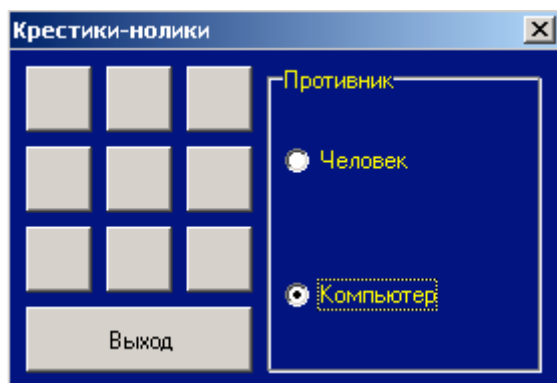 Крестики-нолики
Противник
Человек
Компьютер
Выход